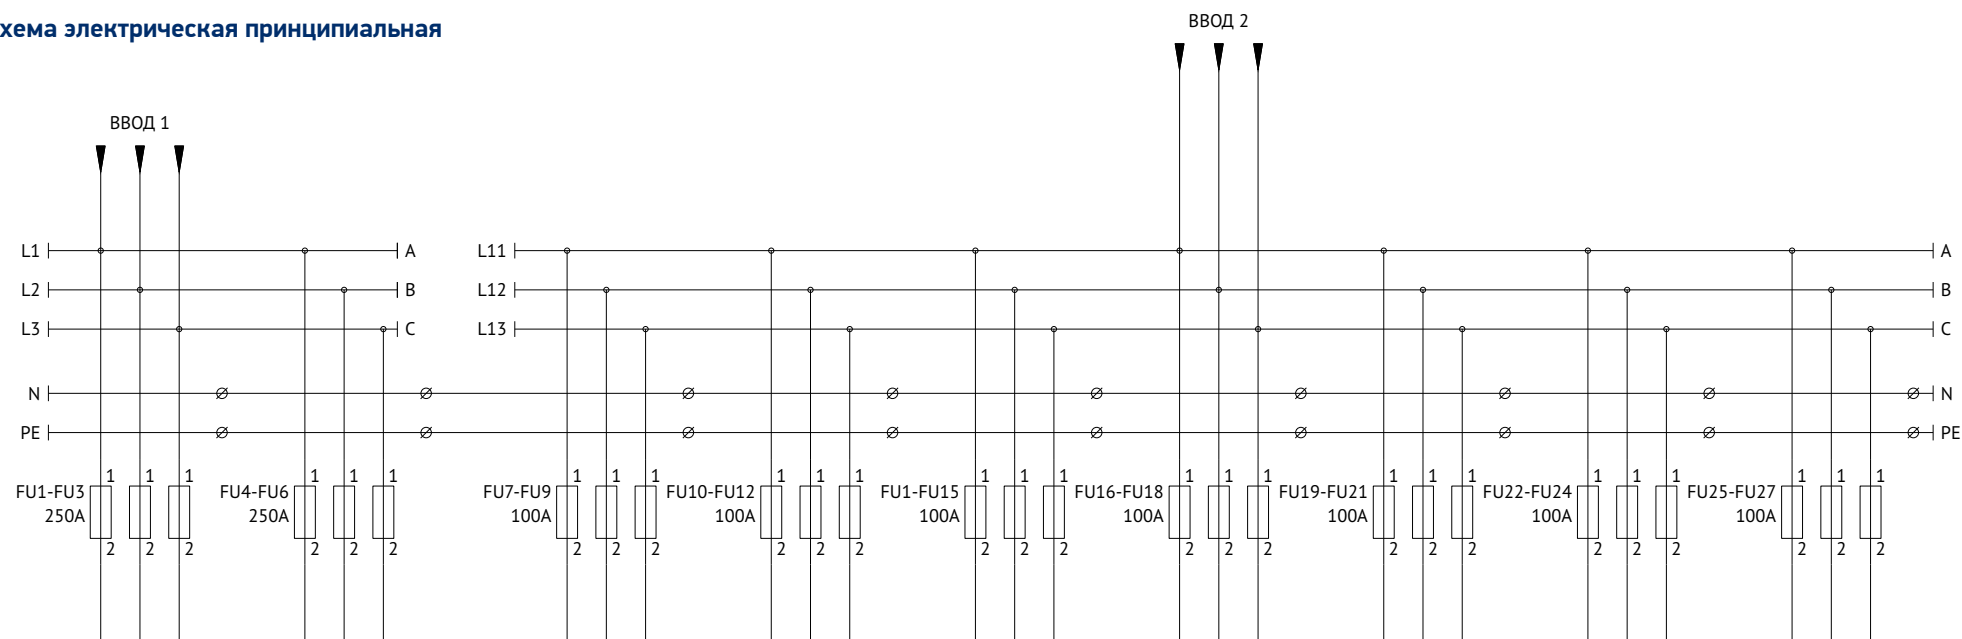 хема электрическая принципиальная
ВВОД 2
ВВОД 1
L1 A L11 A
L2 B L12 B
L3 C L13 C
N N
PE PE
1 1 1 1 1 1 1 1 1 1 1 1 1 1 1 1 1 1 1 1 1 1 1 1 1 1 1
FU1-FU3 FU4-FU6 FU7-FU9 FU10-FU12 FU1-FU15 FU16-FU18 FU19-FU21 FU22-FU24 FU25-FU27
250A 250A 100A 100A 100A 100A 100A 100A 100A
2 2 2 2 2 2 2 2 2 2 2 2 2 2 2 2 2 2 2 2 2 2 2 2 2 2 2